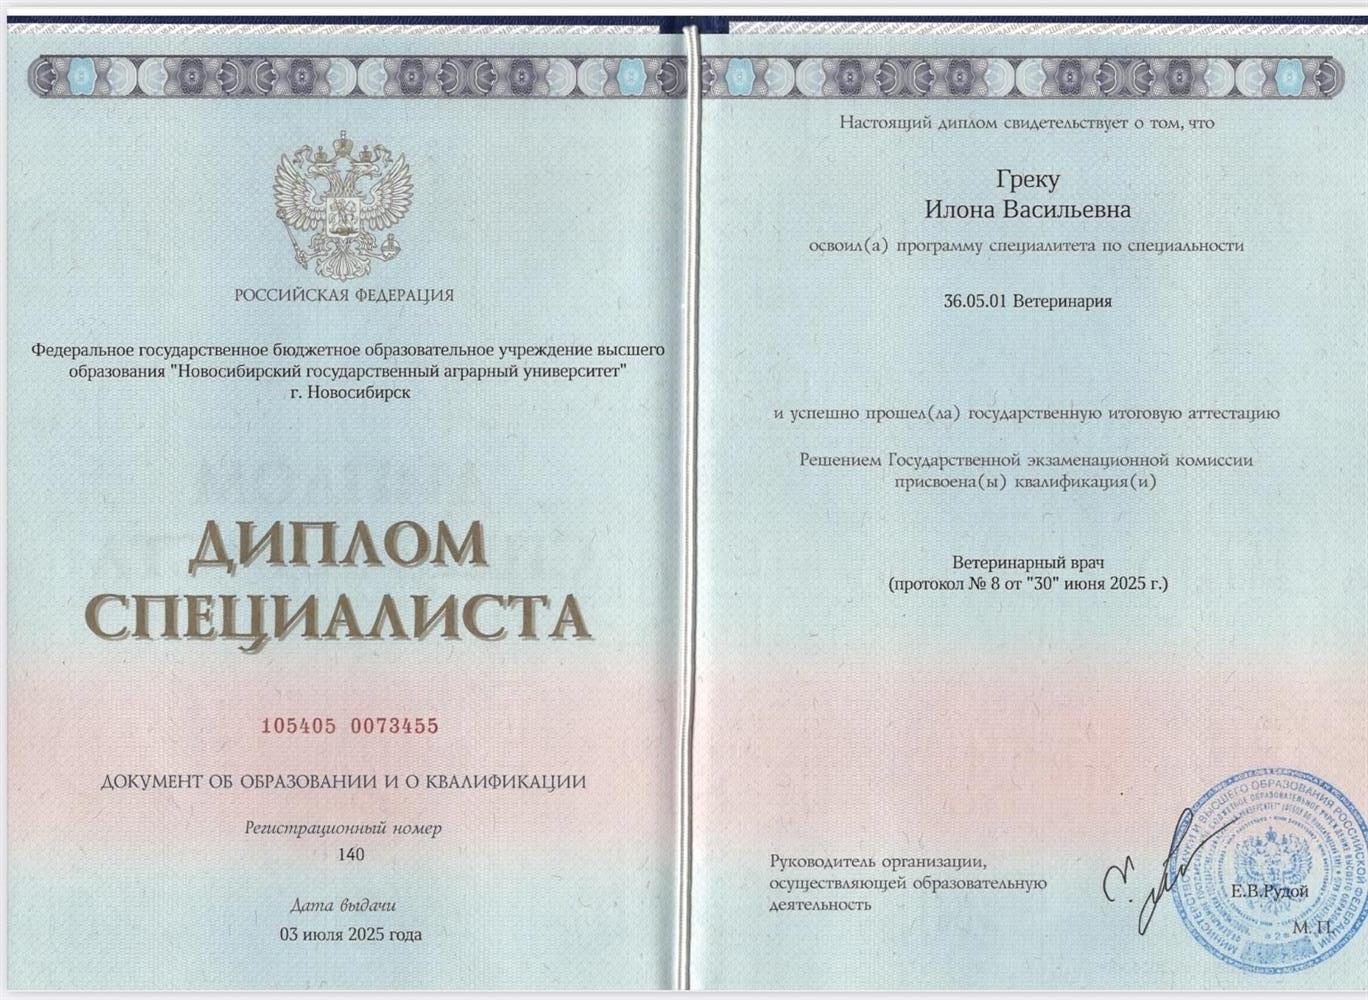 РОССИЙСКАЯ ФЕДЕРАЦИЯ
Федеральное государственное бюджетное образовательное учреждение высшего
образования "Новосибирский государственный аграрный университет"
г. Новосибирск
ДИПЛОМ
СПЕЦИАЛИСТА
105405 0073455
ДОКУМЕНТ ОБ ОБРАЗОВАНИИ И О КВАЛИФИКАЦИИ
Регистрационный номер
140
Дата выдачи
03 июля 2025 года
Настоящий диплом свидетельствует о том, что
Греку
Илона Васильевна
освоил(а) программу специалитета по специальности
36.05.01 Ветеринария
и успешно прошел(ла) государственную итоговую аттестацию
Решением Государственной экзаменационной комиссии
присвоена(ы) квалификация(и)
Ветеринарный врач
(протокол № 8 от "30" июня 2025 г.)
Руководитель организации,
осуществляющей образовательную
деятельность
Е.В.Рудой
М. П.